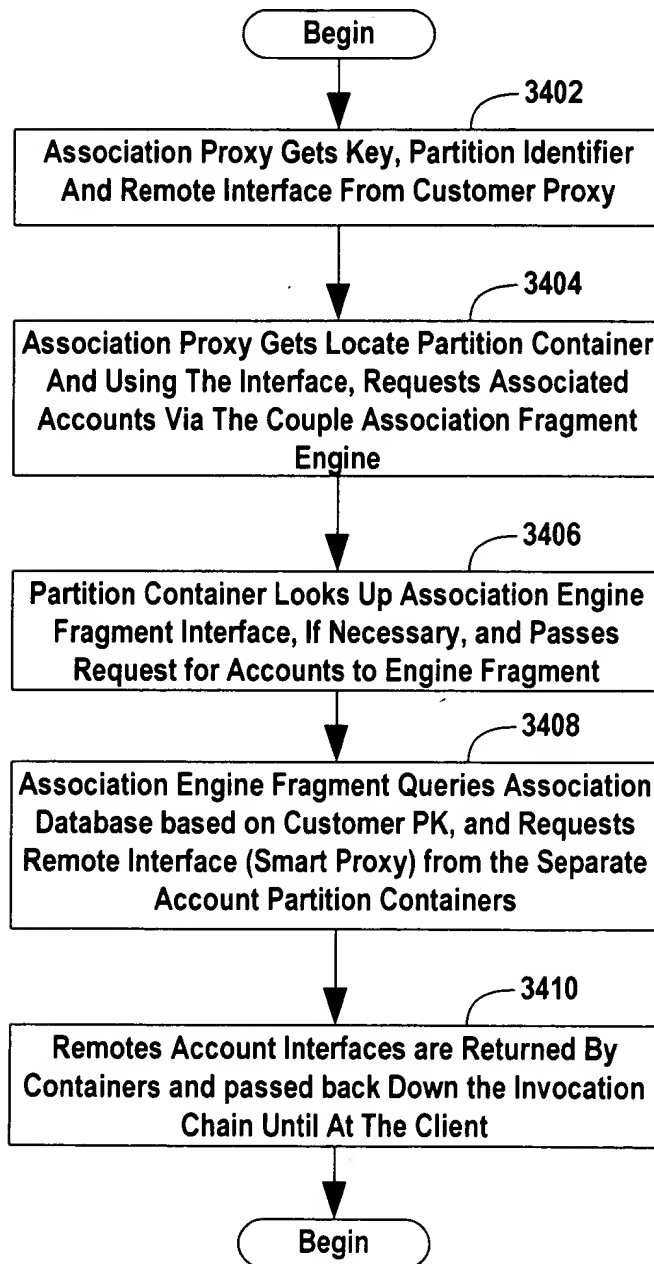 Begin
3402
Association Proxy Gets Key, Partition Identifier
And Remote Interface From Customer Proxy
3404
Association Proxy Gets Locate Partition Container
And Using The Interface, Requests Associated
Accounts Via The Couple Association Fragment
Engine
3406
Partition Container Looks Up Association Engine
Fragment Interface, If Necessary, and Passes
Request for Accounts to Engine Fragment
3408
Association Engine Fragment Queries Association
Database based on Customer PK, and Requests
Remote Interface (Smart Proxy) from the Separate
Account Partition Containers
3410
Remotes Account Interfaces are Returned By
Containers and passed back Down the Invocation
Chain Until At The Client
Begin